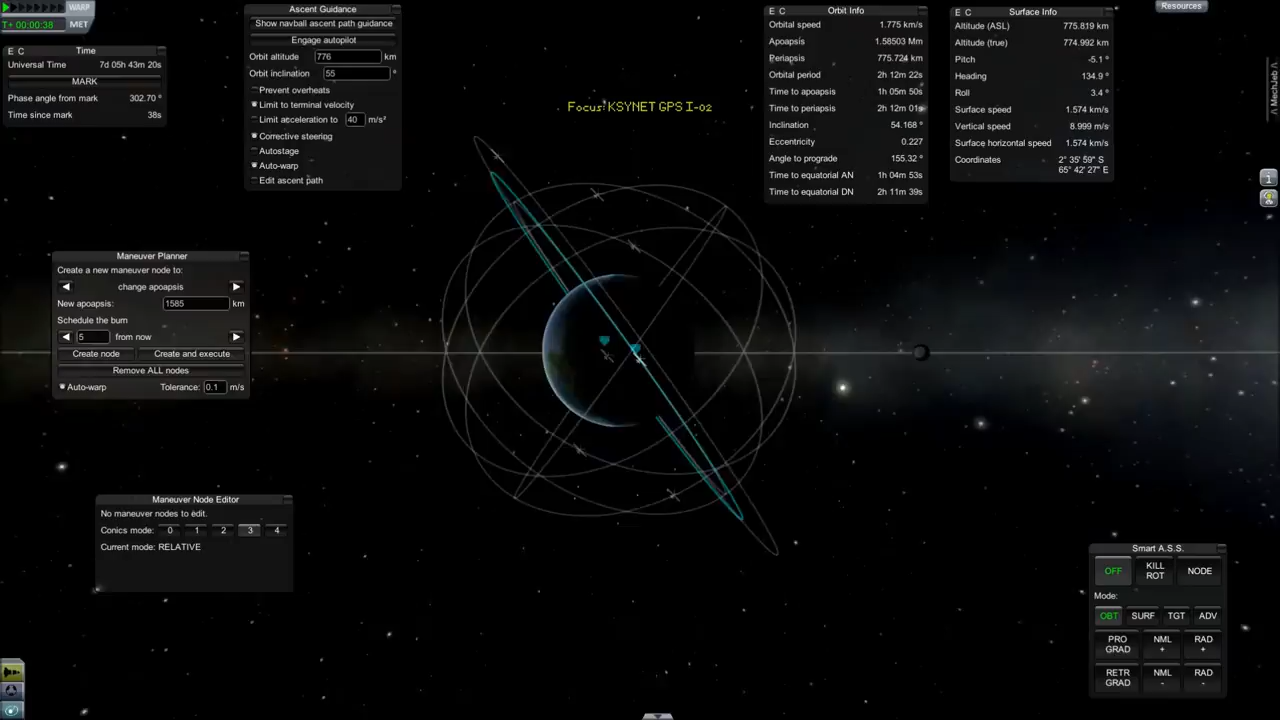 WARP
T+ 00:00:38
MET
E C Time
Universal Time 7d 05h 43m 20s
MARK
Phase angle from mark 302.70 º
Time since mark 38s
Ascent Guidance
Show navball ascent path guidance
Engage autopilot
Orbit altitude 776 km
Orbit inclination 55 º
Prevent overheats
Limit to terminal velocity
Limit acceleration to 40 m/s²
Corrective steering
Autostage
Auto-warp
Edit ascent path
Focus: KSYNET GPS I-02
E C Orbit Info
Orbital speed 1.775 km/s
Apoapsis 1.58503 Mm
Periapsis 775.724 km
Orbital period 2h 12m 22s
Time to apoapsis 1h 05m 50s
Time to periapsis 2h 12m 01s
Inclination 54.168 º
Eccentricity 0.227
Angle to prograde 155.32 º
Time to equatorial AN 1h 04m 53s
Time to equatorial DN 2h 11m 39s
E C Surface Info
Altitude (ASL) 775.819 km
Altitude (true) 774.992 km
Pitch -5.1 º
Heading 134.9 º
Roll 3.4 º
Surface speed 1.574 km/s
Vertical speed 8.999 m/s
Surface horizontal speed 1.574 km/s
Coordinates 2° 35' 59" S
65° 42' 27" E
Resources
MechJeb
Maneuver Planner
Create a new maneuver node to:
change apoapsis
New apoapsis: 1585 km
Schedule the burn
5 from now
Create node Create and execute
Remove ALL nodes
Auto-warp Tolerance: 0.1 m/s
Maneuver Node Editor
No maneuver nodes to edit.
Conics mode: 0 1 2 3 4
Current mode: RELATIVE
Smart A.S.S.
OFF KILL ROT NODE
Mode:
OBT SURF TGT ADV
PRO GRAD NML + RAD +
RETR GRAD NML - RAD -